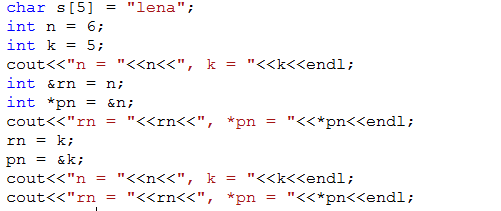 char s[5] = "lena";
int n = 6;
int k = 5;
cout<<"n = "<<n<<", k = "<<k<<endl;
int &rn = n;
int *pn = &n;
cout<<"rn = "<<rn<<", *pn = "<<*pn<<endl;
rn = k;
pn = &k;
cout<<"n = "<<n<<", k = "<<k<<endl;
cout<<"rn = "<<rn<<", *pn = "<<*pn<<endl;